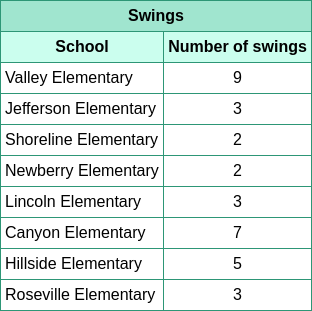 Swings
School Number of swings
Valley Elementary 9
Jefferson Elementary 3
Shoreline Elementary 2
Newberry Elementary 2
Lincoln Elementary 3
Canyon Elementary 7
Hillside Elementary 5
Roseville Elementary 3